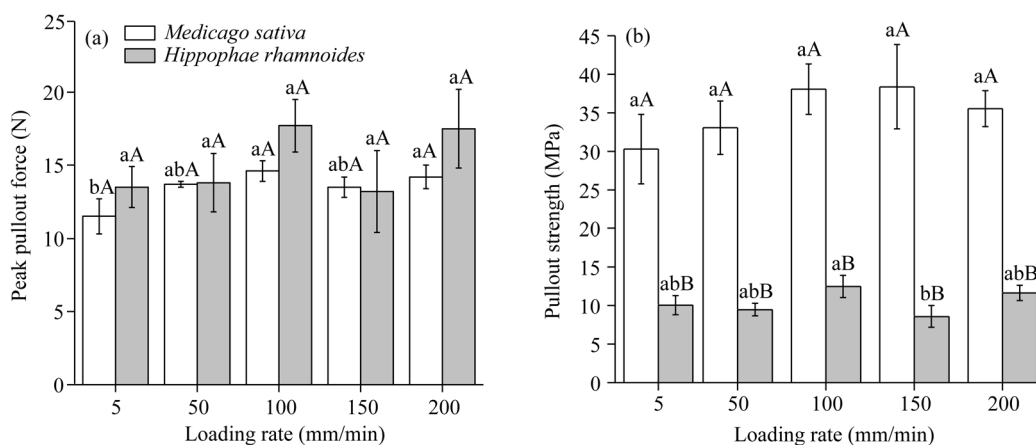 (a)
Medicago sativa
Hippophae rhamnoides
Peak pullout force (N)
25
20
15
10
5
0
bA
aA
abA
aA
aA
aA
abA
aA
aA
aA
5
50
100
150
200
Loading rate (mm/min)
(b)
Pullout strength (MPa)
45
40
35
30
25
20
15
10
5
0
aA
abB
aA
abB
aA
aB
aA
bB
aA
abB
5
50
100
150
200
Loading rate (mm/min)